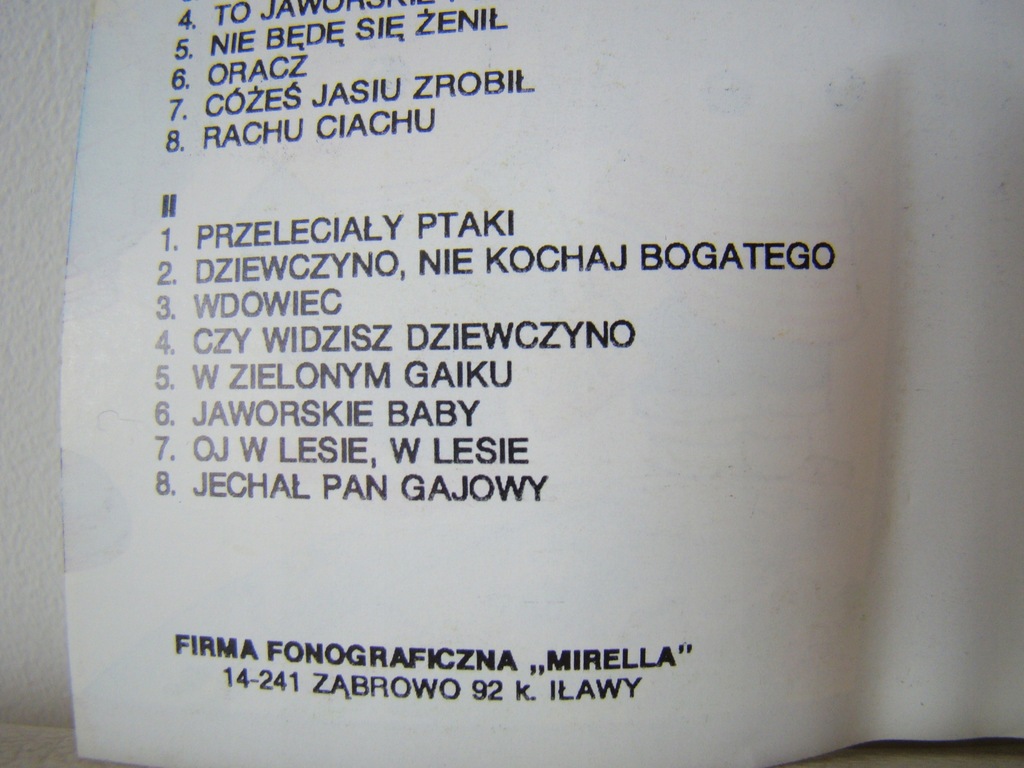 4. TO JAWORSKIE
5. NIE BĘDĘ SIĘ ŻENIŁ
6. ORACZ
7. CÓŻEŚ JASIU ZROBIŁ
8. RACHU CIACHU
II
1. PRZELECIAŁY PTAKI
2. DZIEWCZYNO, NIE KOCHAJ BOGATEGO
3. WDOWIEC
4. CZY WIDZISZ DZIEWCZYNO
5. W ZIELONYM GAIKU
6. JAWORSKIE BABY
7. OJ W LESIE, W LESIE
8. JECHAŁ PAN GAJOWY
FIRMA FONOGRAFICZNA „MIRELLA"
14-241 ZĄBROWO 92 k. IŁAWY